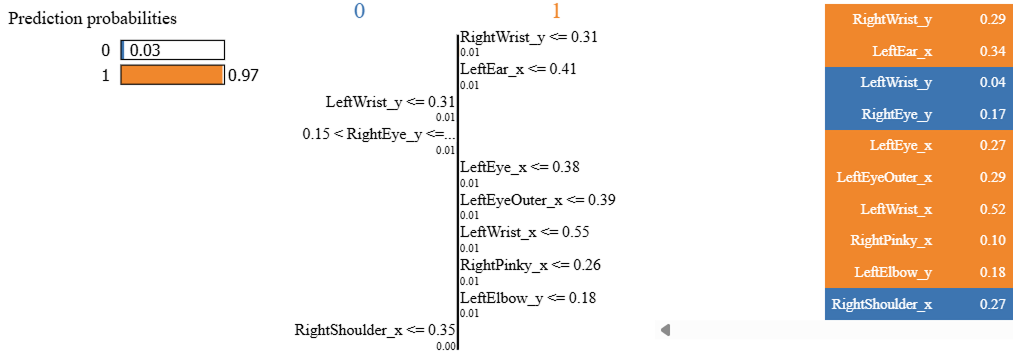 Prediction probabilities
0 0.03
1 0.97
0 1
RightWrist_y <= 0.31
0.01
LeftEar_x <= 0.41
0.01
LeftWrist_y <= 0.31
0.01
0.15 < RightEye_y <=...
0.01
LeftEye_x <= 0.38
0.01
LeftEyeOuter_x <= 0.39
0.01
LeftWrist_x <= 0.55
0.01
RightPinky_x <= 0.26
0.01
LeftElbow_y <= 0.18
0.01
RightShoulder_x <= 0.35
0.00
RightWrist_y 0.29
LeftEar_x 0.34
LeftWrist_y 0.04
RightEye_y 0.17
LeftEye_x 0.27
LeftEyeOuter_x 0.29
LeftWrist_x 0.52
RightPinky_x 0.10
LeftElbow_y 0.18
RightShoulder_x 0.27